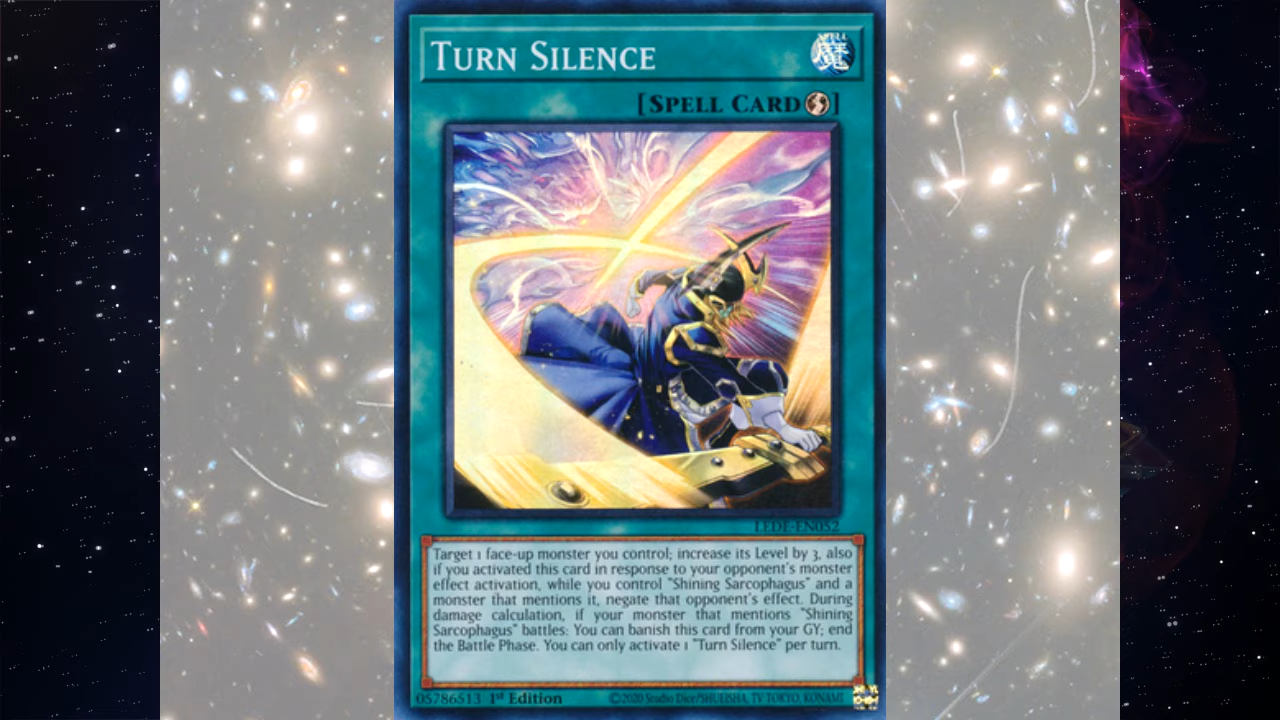 TURN SILENCE
SPELL
魔
[SPELL CARD]
LEDE-EN052
Target 1 face-up monster you control; increase its Level by 3, also
if you activated this card in response to your opponent's monster
effect activation, while you control "Shining Sarcophagus" and a
monster that mentions it, negate that opponent's effect. During
damage calculation, if your monster that mentions "Shining
Sarcophagus" battles: You can banish this card from your GY; end
the Battle Phase. You can only activate 1 "Turn Silence" per turn.
05786513 1st Edition ©2020 Studio Dice/SHUEISHA, TV TOKYO, KONAMI